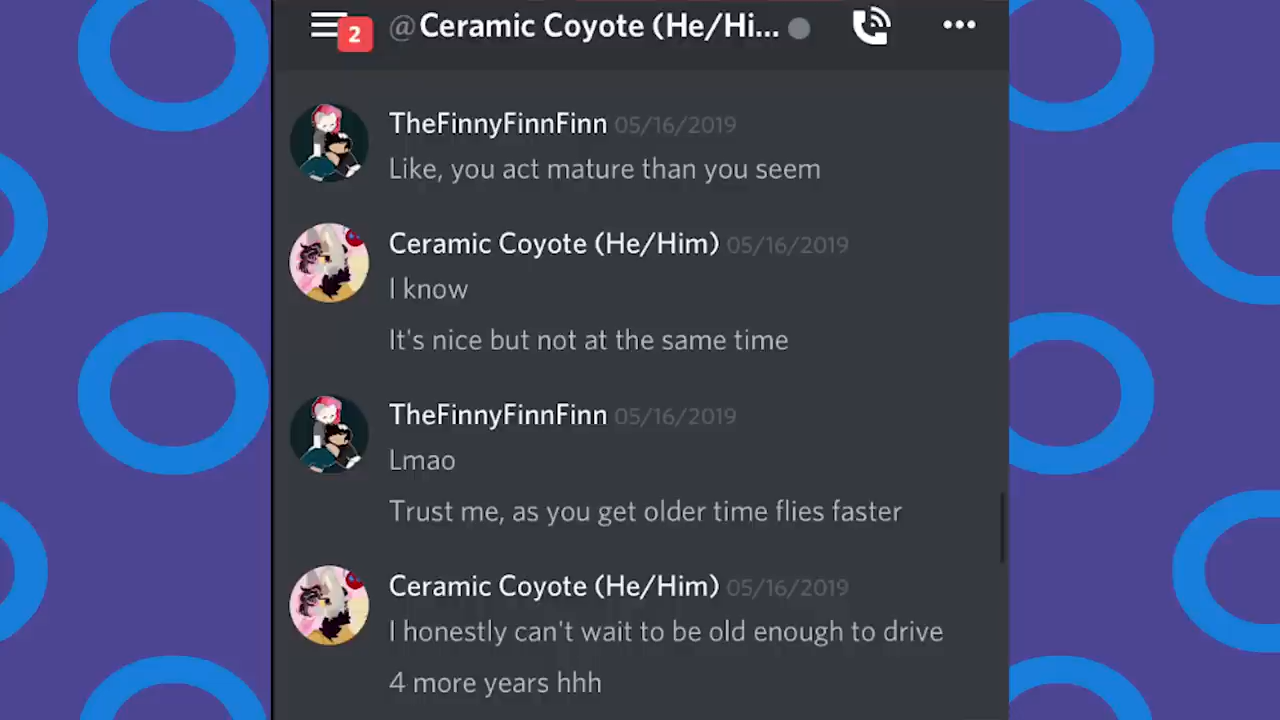 2 @Ceramic Coyote (He/Hi...
TheFinnyFinnFinn 05/16/2019
Like, you act mature than you seem
Ceramic Coyote (He/Him) 05/16/2019
I know
It's nice but not at the same time
TheFinnyFinnFinn 05/16/2019
Lmao
Trust me, as you get older time flies faster
Ceramic Coyote (He/Him) 05/16/2019
I honestly can't wait to be old enough to drive
4 more years hhh